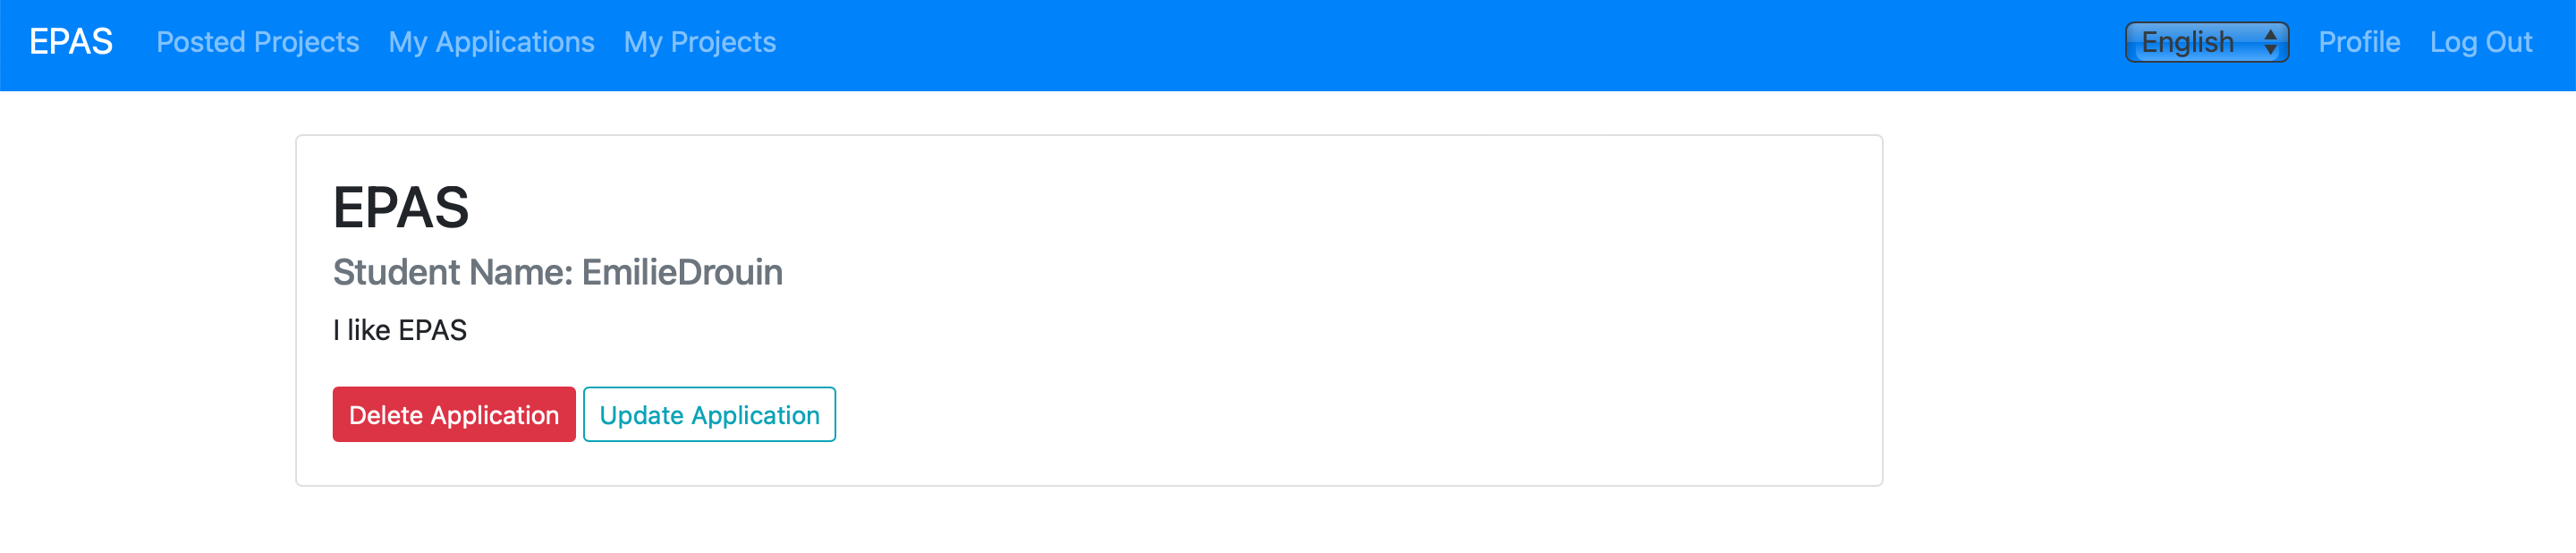 EPAS Posted Projects My Applications My Projects English Profile Log Out
EPAS
Student Name: EmilieDrouin
I like EPAS
Delete Application Update Application